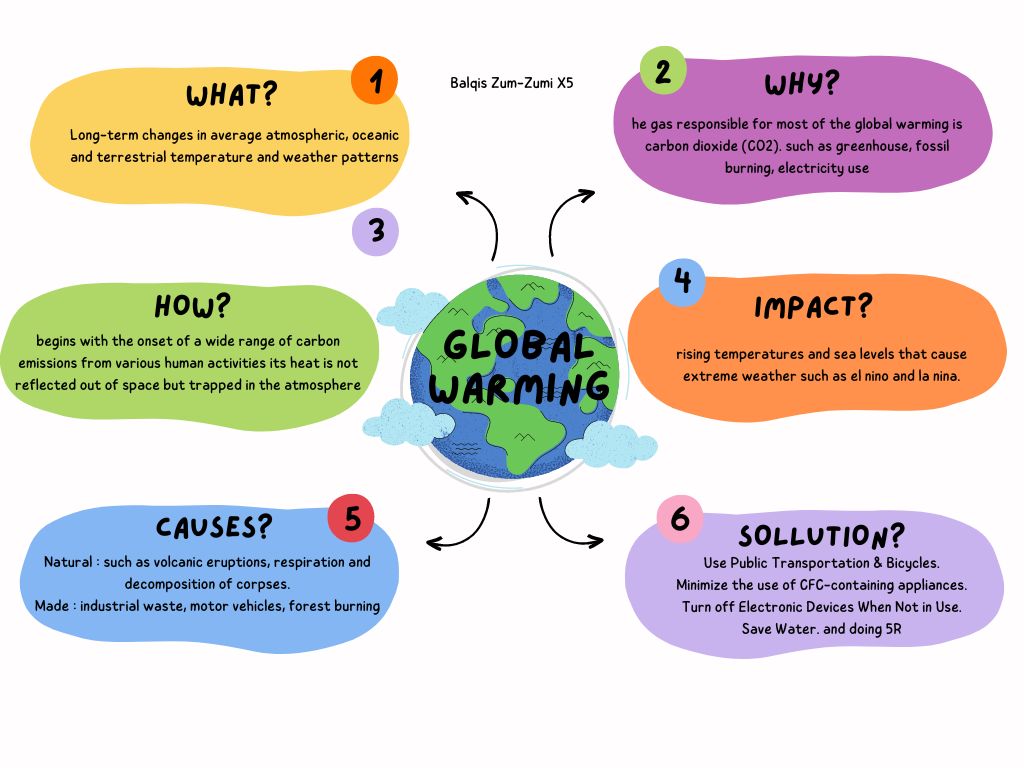 Balqis Zum-Zumi X5
1
WHAT?
Long-term changes in average atmospheric, oceanic
and terrestrial temperature and weather patterns
2
WHY?
he gas responsible for most of the global warming is
carbon dioxide (CO2). such as greenhouse, fossil
burning, electricity use
3
HOW?
begins with the onset of a wide range of carbon
emissions from various human activities its heat is not
reflected out of space but trapped in the atmosphere
GLOBAL
WARMING
4
IMPACT?
rising temperatures and sea levels that cause
extreme weather such as el nino and la nina.
5
CAUSES?
Natural : such as volcanic eruptions, respiration and
decomposition of corpses.
Made : industrial waste, motor vehicles, forest burning
6
SOLLUTION?
Use Public Transportation & Bicycles.
Minimize the use of CFC-containing appliances.
Turn off Electronic Devices When Not in Use.
Save Water. and doing 5R